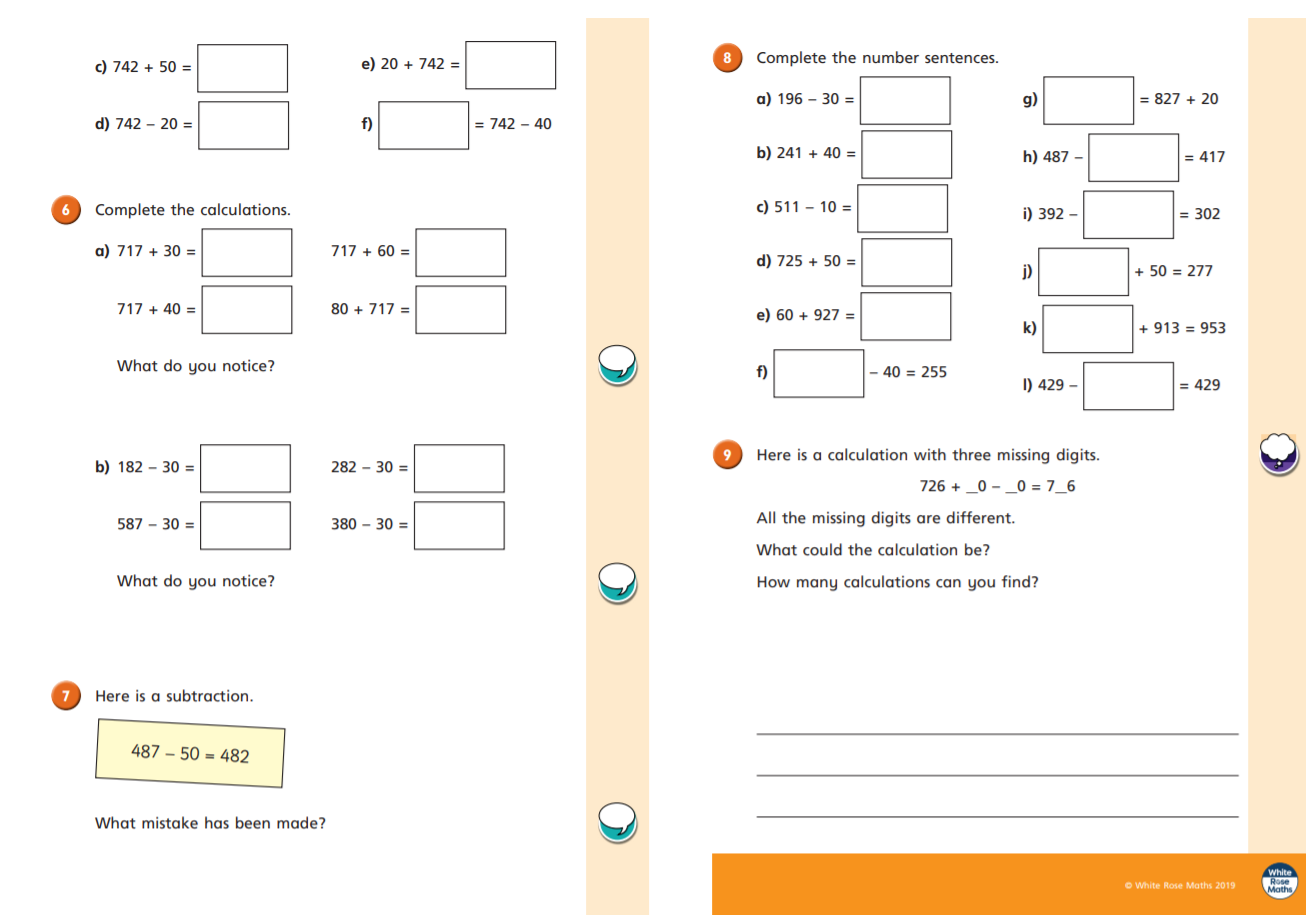 c) 742 + 50 =
d) 742 – 20 =
e) 20 + 742 =
f) = 742 – 40
6 Complete the calculations.
a) 717 + 30 =
717 + 60 =
717 + 40 =
80 + 717 =
What do you notice?
b) 182 – 30 =
282 – 30 =
587 – 30 =
380 – 30 =
What do you notice?
7 Here is a subtraction.
487 – 50 = 482
What mistake has been made?
8 Complete the number sentences.
a) 196 – 30 =
b) 241 + 40 =
c) 511 – 10 =
d) 725 + 50 =
e) 60 + 927 =
f) – 40 = 255
g) = 827 + 20
h) 487 – = 417
i) 392 – = 302
j) + 50 = 277
k) + 913 = 953
l) 429 – = 429
9 Here is a calculation with three missing digits.
726 + _0 – _0 = 7_6
All the missing digits are different.
What could the calculation be?
How many calculations can you find?
© White Rose Maths 2019
White
Rose
Maths